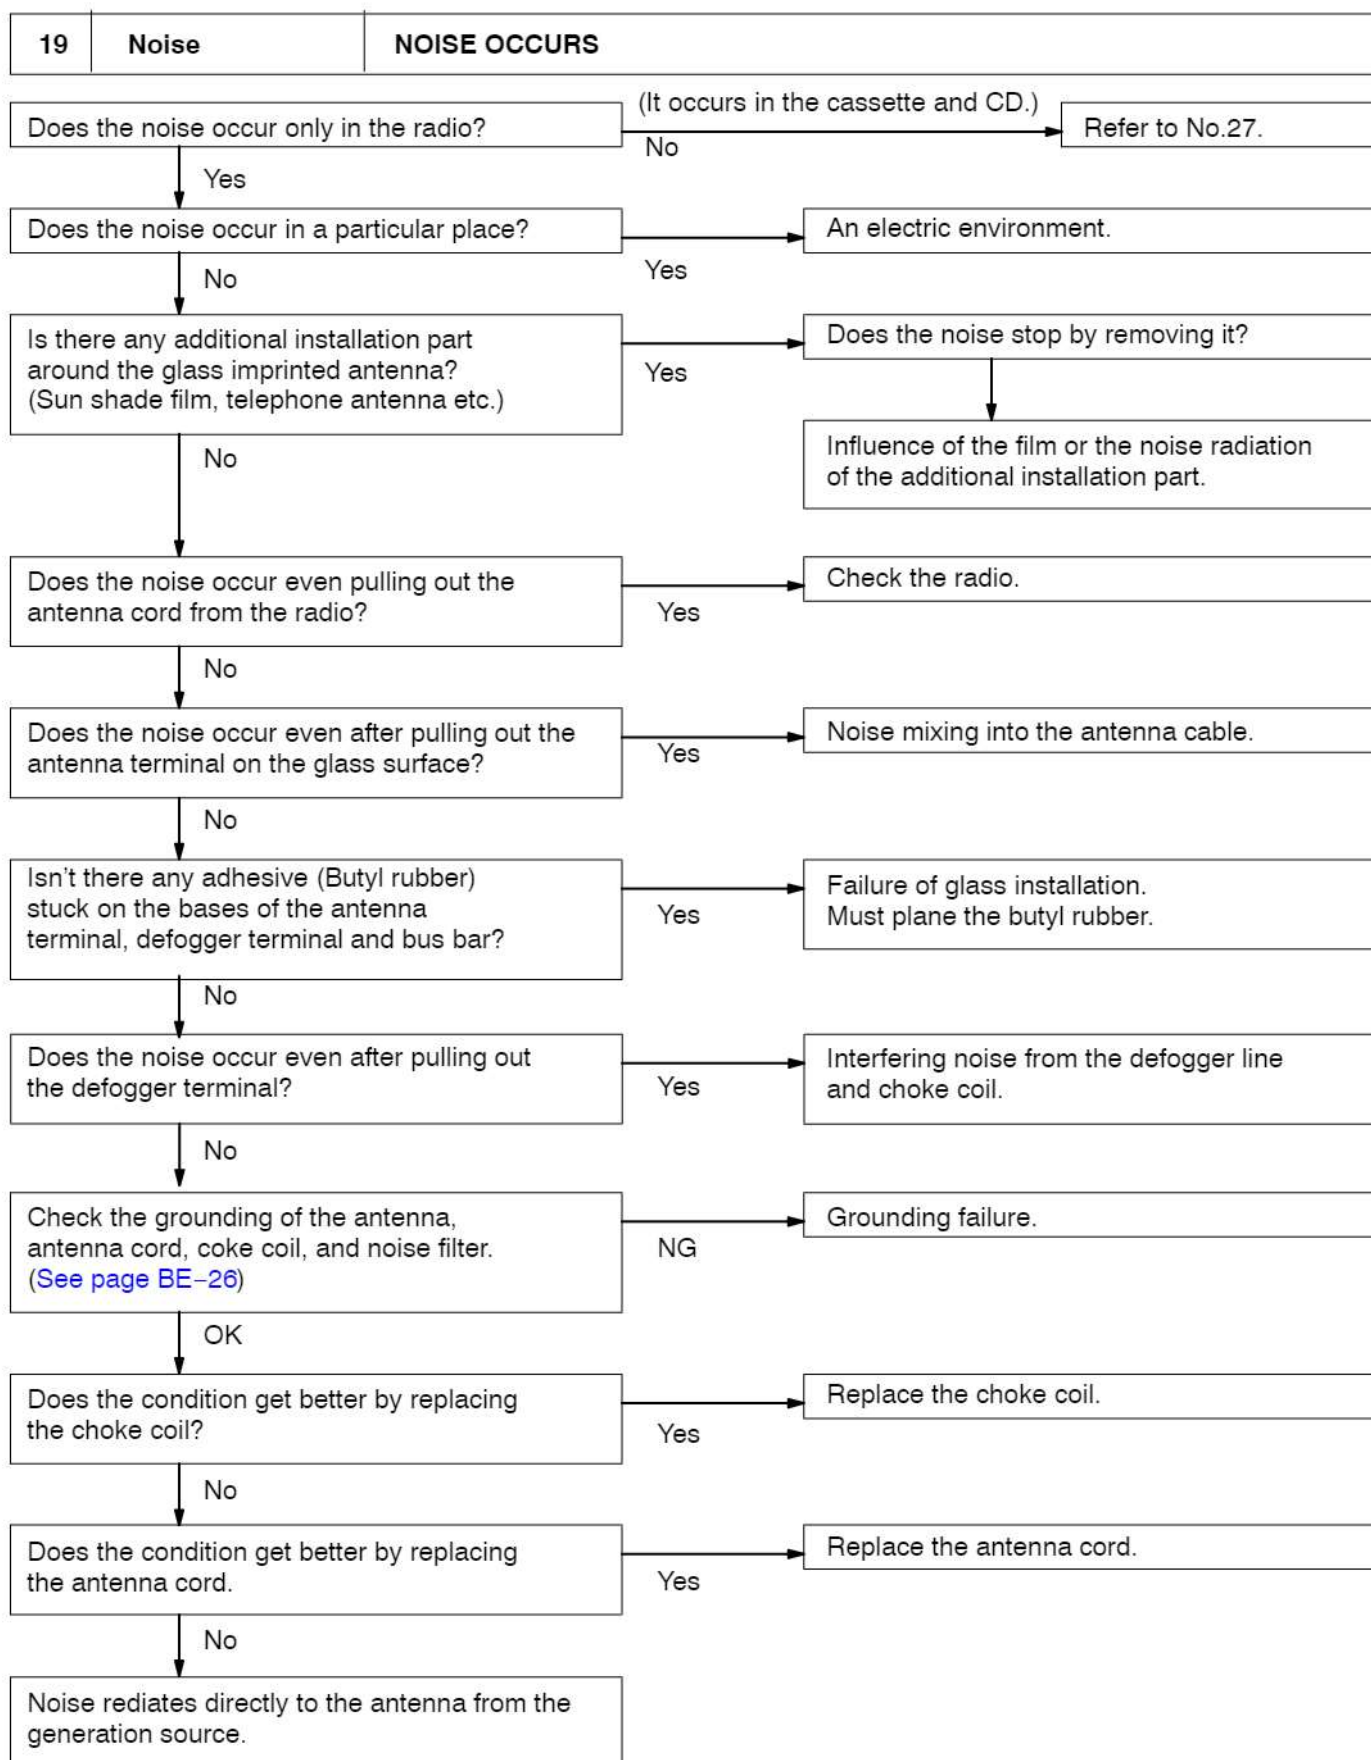 19 Noise NOISE OCCURS
(It occurs in the cassette and CD.)
Does the noise occur only in the radio?
No
Refer to No.27.
Yes
Does the noise occur in a particular place?
Yes
An electric environment.
No
Is there any additional installation part
around the glass imprinted antenna?
(Sun shade film, telephone antenna etc.)
Yes
Does the noise stop by removing it?
Influence of the film or the noise radiation
of the additional installation part.
No
Does the noise occur even pulling out the
antenna cord from the radio?
Yes
Check the radio.
No
Does the noise occur even after pulling out the
antenna terminal on the glass surface?
Yes
Noise mixing into the antenna cable.
No
Isn't there any adhesive (Butyl rubber)
stuck on the bases of the antenna
terminal, defogger terminal and bus bar?
Yes
Failure of glass installation.
Must plane the butyl rubber.
No
Does the noise occur even after pulling out
the defogger terminal?
Yes
Interfering noise from the defogger line
and choke coil.
No
Check the grounding of the antenna,
antenna cord, coke coil, and noise filter.
(See page BE–26)
NG
Grounding failure.
OK
Does the condition get better by replacing
the choke coil?
Yes
Replace the choke coil.
No
Does the condition get better by replacing
the antenna cord.
Yes
Replace the antenna cord.
No
Noise rediates directly to the antenna from the
generation source.